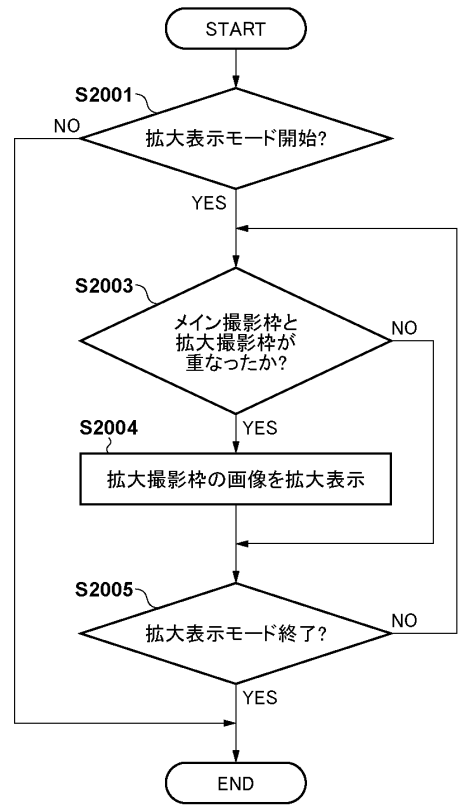 START
S2001
NO
拡大表示モード開始?
YES
S2003
メイン撮影枠と
拡大撮影枠が
重なったか?
NO
YES
S2004
拡大撮影枠の画像を拡大表示
S2005
拡大表示モード終了?
NO
YES
END